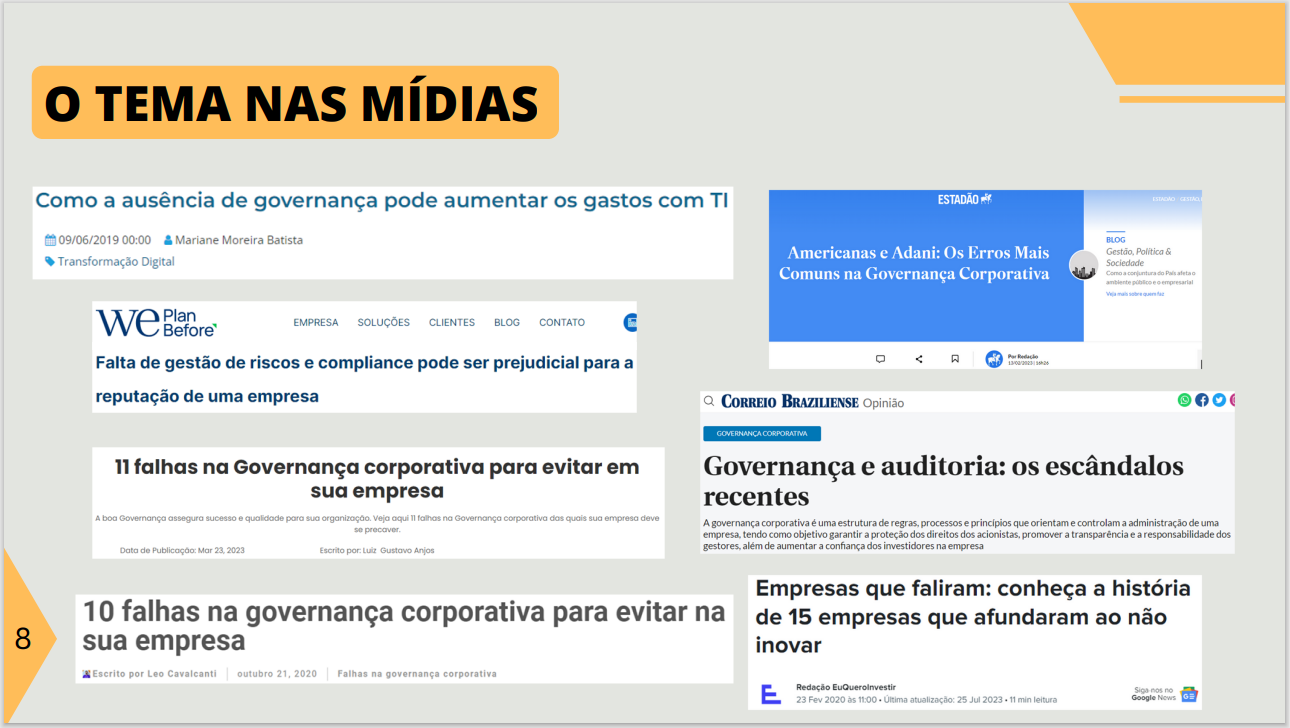 O TEMA NAS MÍDIAS
Como a ausência de governança pode aumentar os gastos com TI
09/06/2019 00:00 Mariane Moreira Batista
Transformação Digital
we Plan Before
EMPRESA SOLUÇÕES CLIENTES BLOG CONTATO
Falta de gestão de riscos e compliance pode ser prejudicial para a
reputação de uma empresa
11 falhas na Governança corporativa para evitar em
sua empresa
A boa Governança assegura sucesso e qualidade para sua organização. Veja aqui 11 falhas na Governança corporativa das quais sua empresa deve
se precaver.
Data de Publicação: Mar 23, 2023 Escrito por: Luiz Gustavo Anjos
10 falhas na governança corporativa para evitar na
sua empresa
Escrito por Leo Cavalcanti outubro 21, 2020 Falhas na governança corporativa
8
ESTADÃO
ESTADÃO
Americanas e Adani: Os Erros Mais
Comuns na Governança Corporativa
BLOG
Gestão, Política &
Sociedade
Como a conjuntura do País afeta o
ambiente público e o empresarial
Veja mais sobre quem faz
Por Redação
13/02/2023 | 16h26
CORREIO BRAZILIENSE Opinião
GOVERNANÇA CORPORATIVA
Governança e auditoria: os escândalos
recentes
A governança corporativa é uma estrutura de regras, processos e princípios que orientam e controlam a administração de uma
empresa, tendo como objetivo garantir a proteção dos direitos dos acionistas, promover a transparência e a responsabilidade dos
gestores, além de aumentar a confiança dos investidores na empresa
Empresas que faliram: conheça a história
de 15 empresas que afundaram ao não
inovar
Redação EuQueroInvestir
23 Fev 2020 às 11:00 • Última atualização: 25 Jul 2023 • 11 min leitura
Siga-nos no
Google News